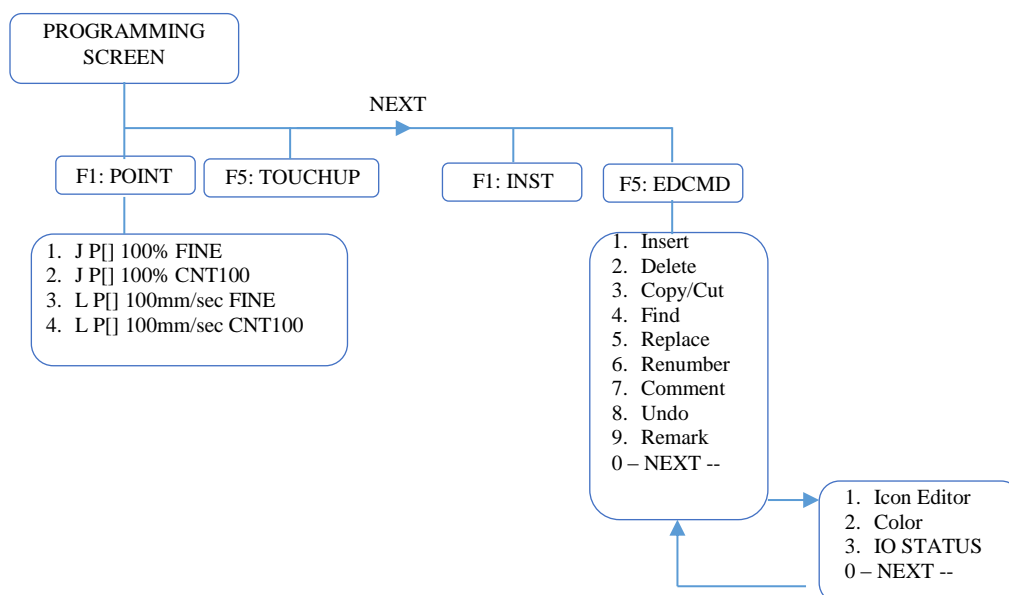 PROGRAMMING
SCREEN
NEXT
F1: POINT
F5: TOUCHUP
F1: INST
F5: EDCMD
1. J P[] 100% FINE
2. J P[] 100% CNT100
3. L P[] 100mm/sec FINE
4. L P[] 100mm/sec CNT100
1. Insert
2. Delete
3. Copy/Cut
4. Find
5. Replace
6. Renumber
7. Comment
8. Undo
9. Remark
0 – NEXT --
1. Icon Editor
2. Color
3. IO STATUS
0 – NEXT --